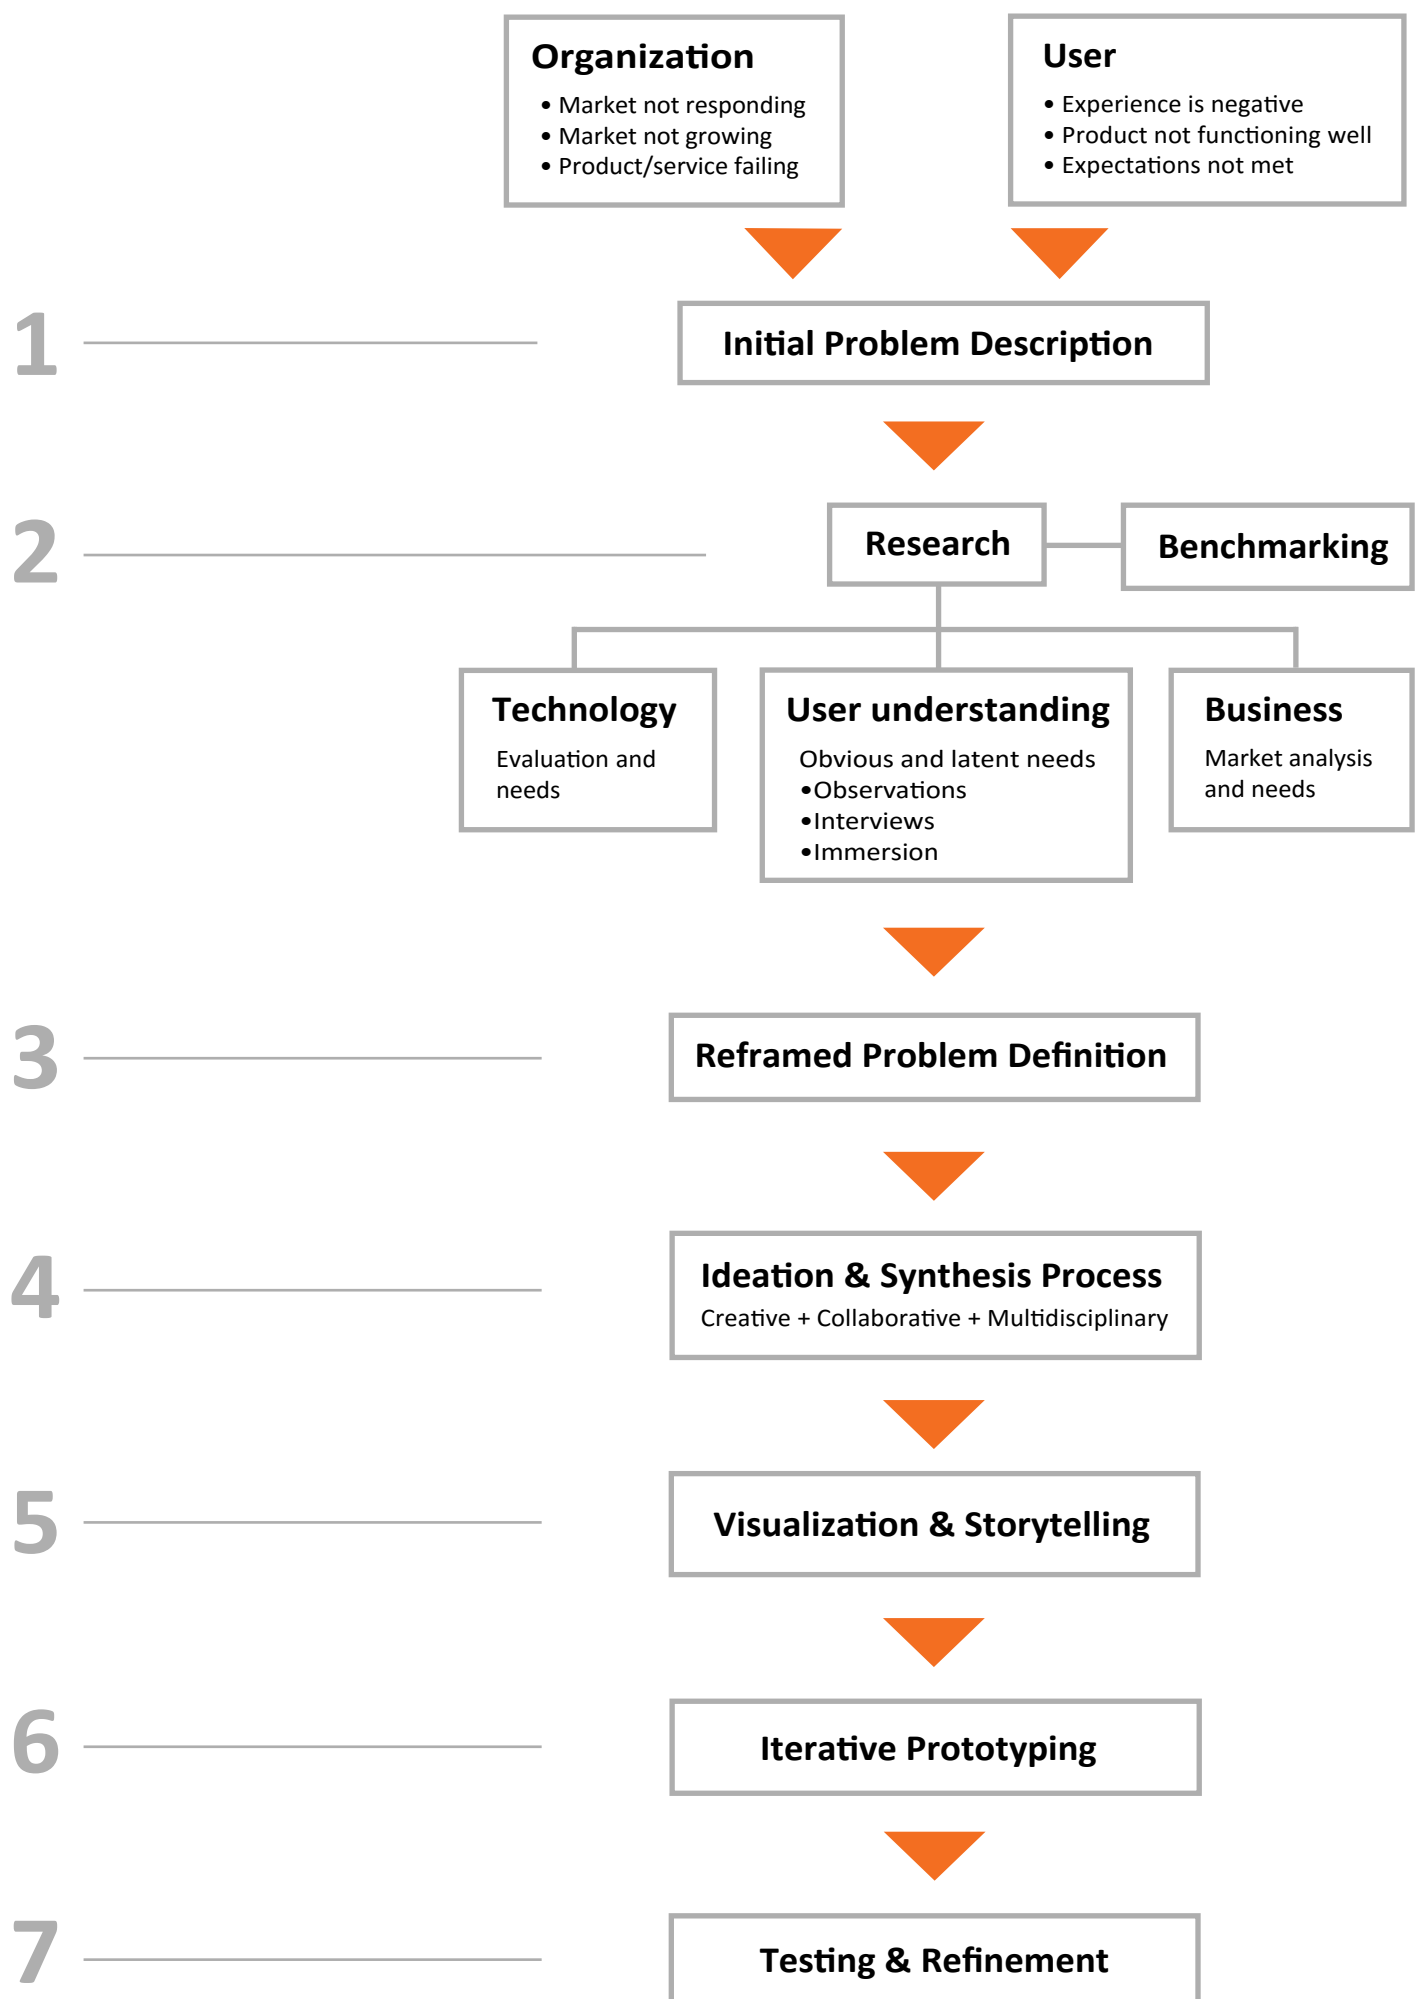 Organization
• Market not responding
• Market not growing
• Product/service failing
User
• Experience is negative
• Product not functioning well
• Expectations not met
1
Initial Problem Description
2
Research
Benchmarking
Technology
Evaluation and
needs
User understanding
Obvious and latent needs
•Observations
•Interviews
•Immersion
Business
Market analysis
and needs
3
Reframed Problem Definition
4
Ideation & Synthesis Process
Creative + Collaborative + Multidisciplinary
5
Visualization & Storytelling
6
Iterative Prototyping
7
Testing & Refinement